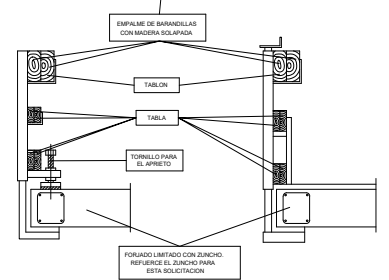 EMPALME DE BARANDILLAS
CON MADERA SOLAPADA
TABLON
TABLA
TORNILLO PARA
EL APRIETO
FORJADO LIMITADO CON ZUNCHO.
REFUERCE EL ZUNCHO PARA
ESTA SOLICITACION